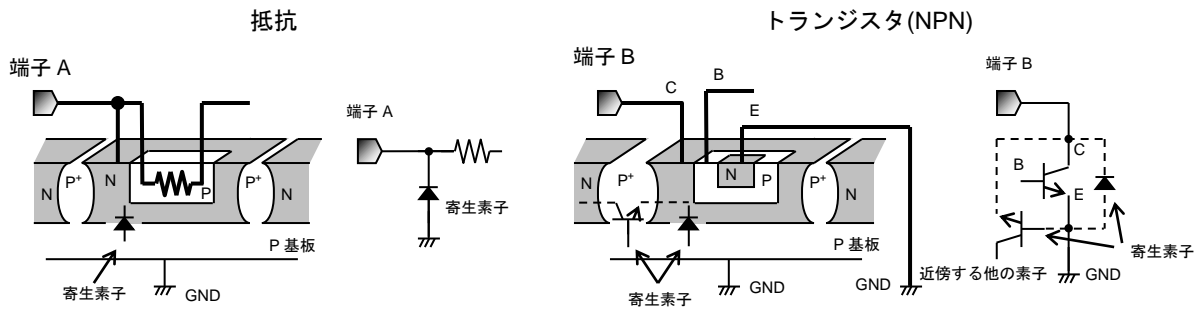 抵抗
端子 A
N
P+
N
P
P+
N
P 基板
寄生素子
GND
端子 A
寄生素子
トランジスタ(NPN)
端子 B
C
B
E
N
P+
N
P
P+
N
P 基板
寄生素子
GND
GND
端子 B
C
B
E
寄生素子
近傍する他の素子
GND